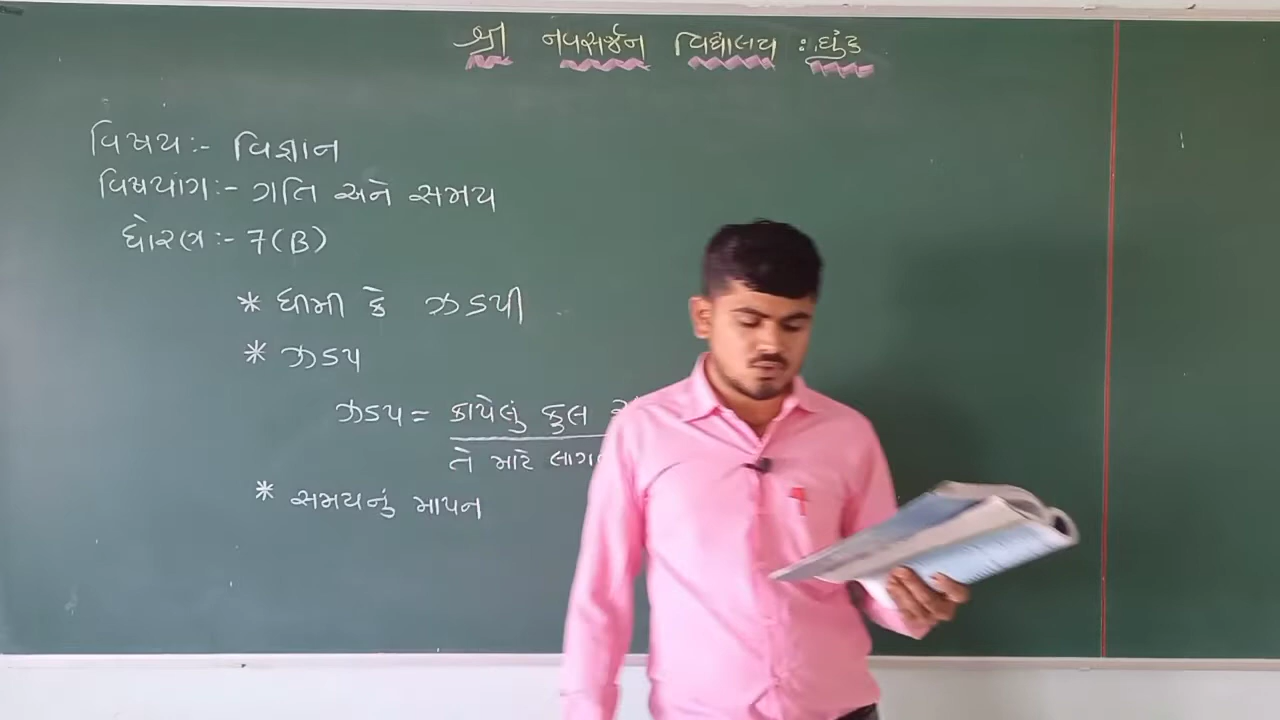 શ્રી નવસર્જન વિદ્યાલય : ઘુંટ
વિષય :- વિજ્ઞાન
વિષયાંગ :- ગતિ અને સમય
ધોરણ :- 7(B)
* ધીમી કે ઝડપી
* ઝડપ
ઝડપ = કાપેલું કુલ
તે માટે લાગ
* સમયનું માપન